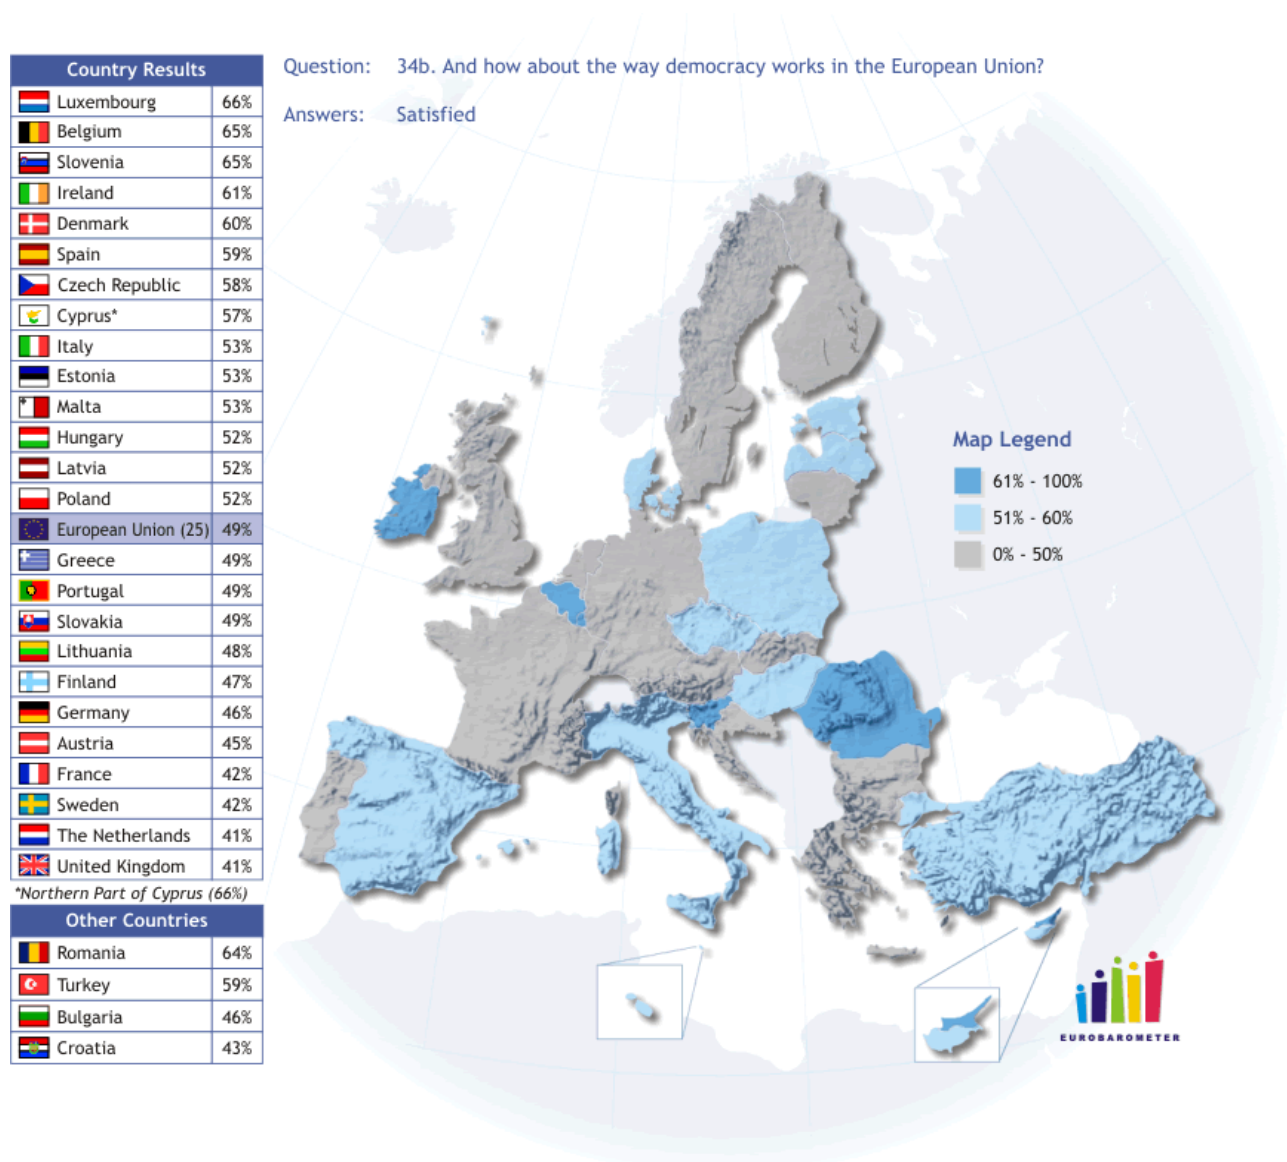 Question: 34b. And how about the way democracy works in the European Union?
Answers: Satisfied
Country Results
Luxembourg 66%
Belgium 65%
Slovenia 65%
Ireland 61%
Denmark 60%
Spain 59%
Czech Republic 58%
Cyprus* 57%
Italy 53%
Estonia 53%
Malta 53%
Hungary 52%
Latvia 52%
Poland 52%
European Union (25) 49%
Greece 49%
Portugal 49%
Slovakia 49%
Lithuania 48%
Finland 47%
Germany 46%
Austria 45%
France 42%
Sweden 42%
The Netherlands 41%
United Kingdom 41%
*Northern Part of Cyprus (66%)
Other Countries
Romania 64%
Turkey 59%
Bulgaria 46%
Croatia 43%
Map Legend
61% - 100%
51% - 60%
0% - 50%
EUROBAROMETER